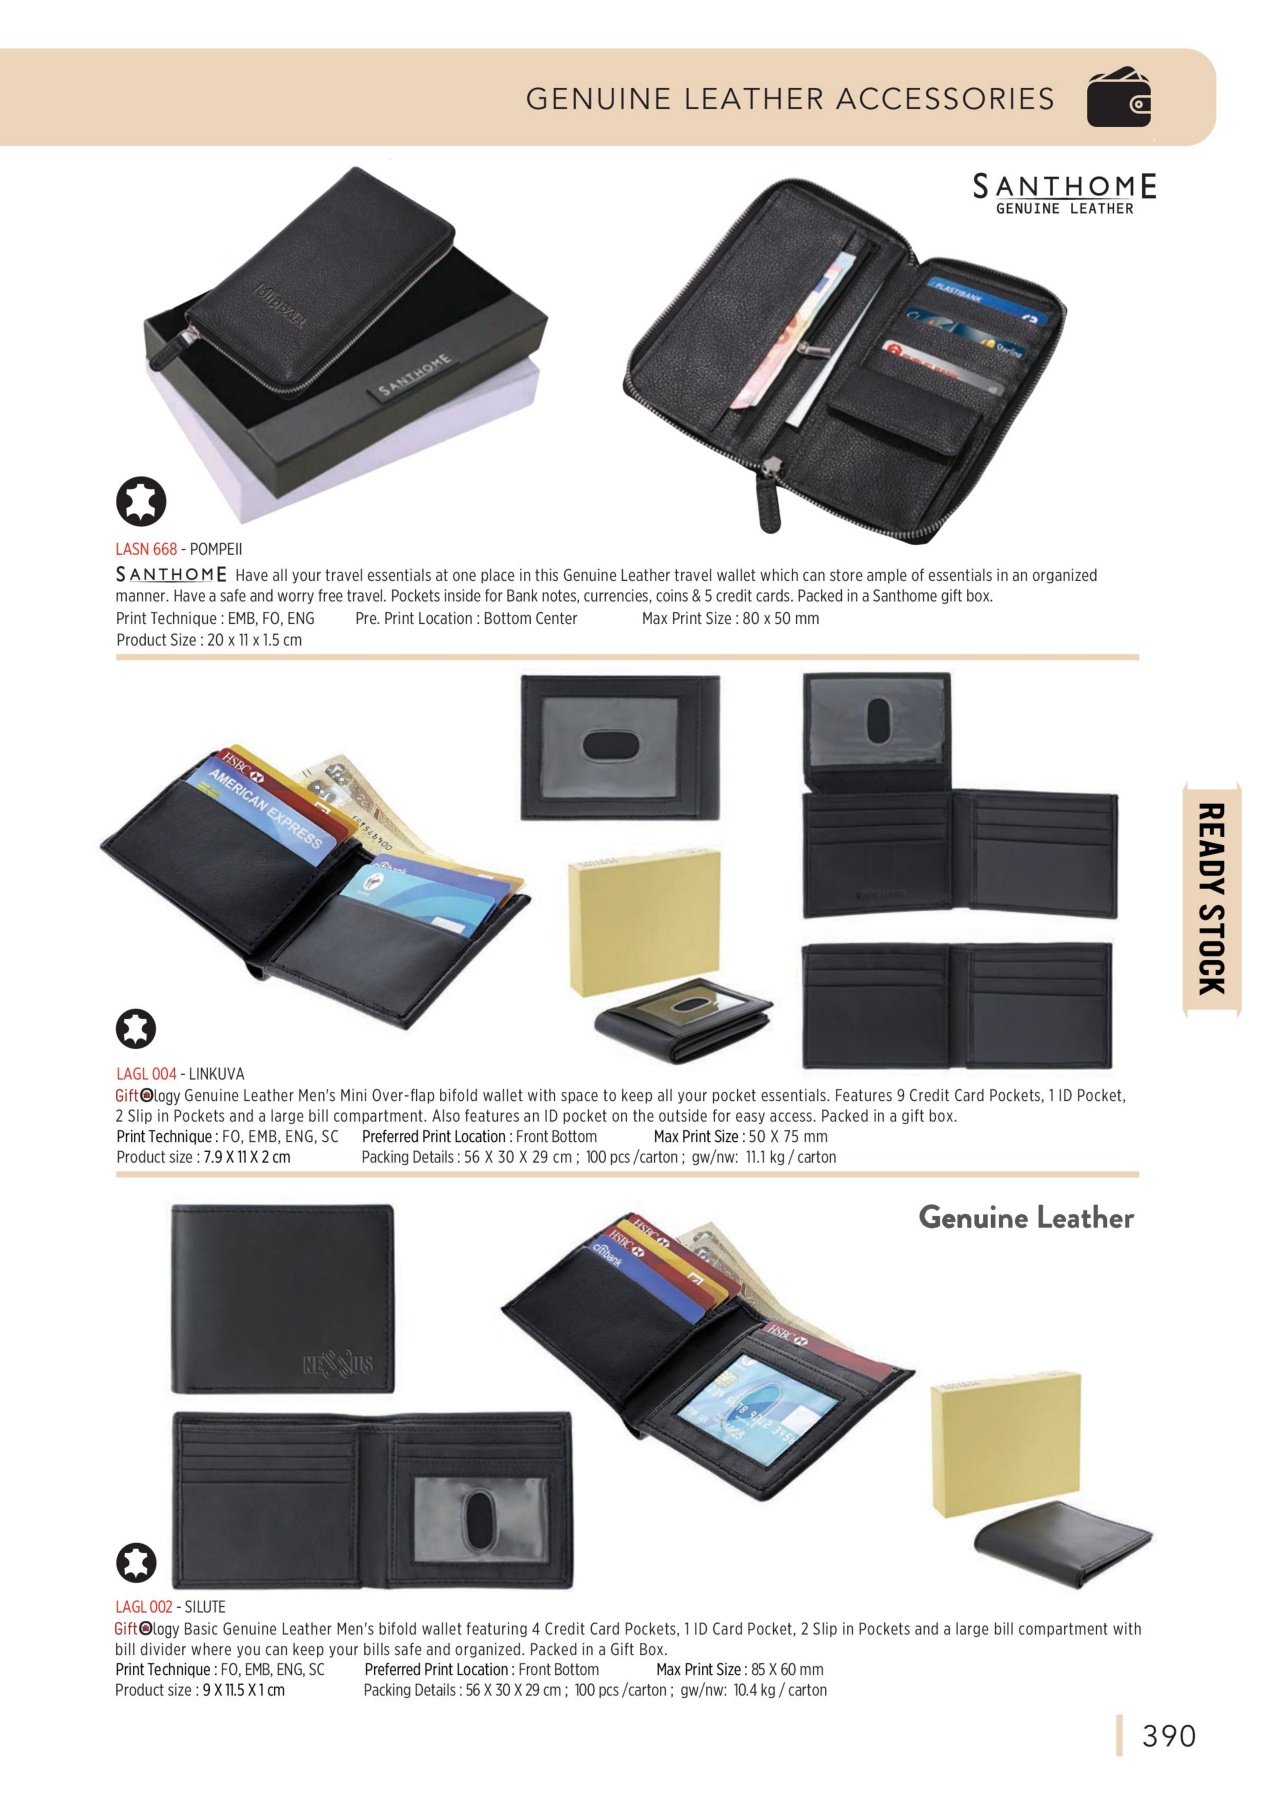 GENUINE LEATHER ACCESSORIES
SANTHOME
GENUINE LEATHER
PLASTIBANK
Sterling
SANTHOME
LASN 668 - POMPEII
SANTHOME Have all your travel essentials at one place in this Genuine Leather travel wallet which can store ample of essentials in an organized
manner. Have a safe and worry free travel. Pockets inside for Bank notes, currencies, coins & 5 credit cards. Packed in a Santhome gift box.
Print Technique : EMB, FO, ENG Pre. Print Location : Bottom Center Max Print Size : 80 x 50 mm
Product Size : 20 x 11 x 1.5 cm
HSBC
AMERICAN EXPRESS
citibank
READY STOCK
LAGL 004 - LINKUVA
GiftOlogy Genuine Leather Men's Mini Over-flap bifold wallet with space to keep all your pocket essentials. Features 9 Credit Card Pockets, 1 ID Pocket,
2 Slip in Pockets and a large bill compartment. Also features an ID pocket on the outside for easy access. Packed in a gift box.
Print Technique : FO, EMB, ENG, SC Preferred Print Location : Front Bottom Max Print Size : 50 X 75 mm
Product size : 7.9 X 11 X 2 cm Packing Details : 56 X 30 X 29 cm ; 100 pcs /carton ; gw/nw: 11.1 kg / carton
Genuine Leather
HSBC
HSBC
citibank
HSBC
NEXXUS
LAGL 002 - SILUTE
GiftOlogy Basic Genuine Leather Men's bifold wallet featuring 4 Credit Card Pockets, 1 ID Card Pocket, 2 Slip in Pockets and a large bill compartment with
bill divider where you can keep your bills safe and organized. Packed in a Gift Box.
Print Technique : FO, EMB, ENG, SC Preferred Print Location : Front Bottom Max Print Size : 85 X 60 mm
Product size : 9 X 11.5 X 1 cm Packing Details : 56 X 30 X 29 cm ; 100 pcs /carton ; gw/nw: 10.4 kg / carton
390